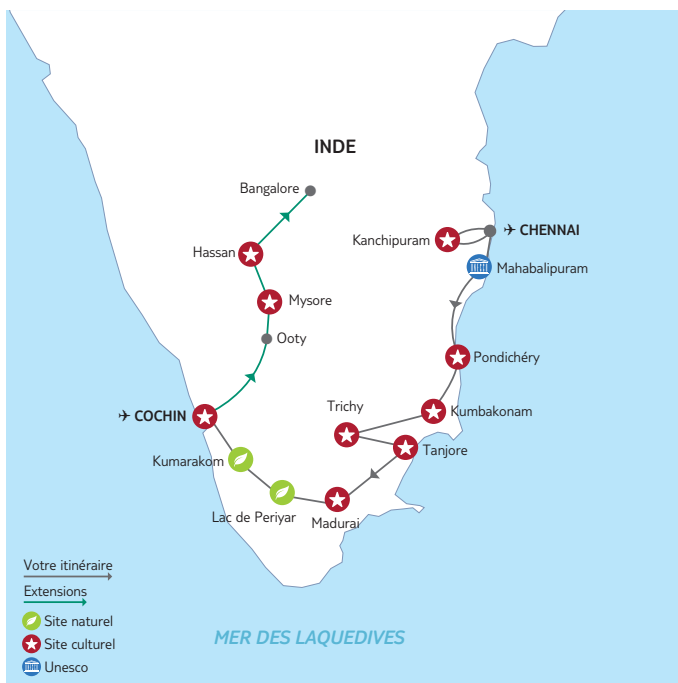 INDE
Bangalore
Kanchipuram
CHENNAI
Hassan
Mahabalipuram
Mysore
Ooty
Pondichéry
Trichy
Kumbakonam
COCHIN
Tanjore
Kumarakom
Lac de Periyar
Madurai
Votre itinéraire
Extensions
Site naturel
Site culturel
Unesco
MER DES LAQUEDIVES